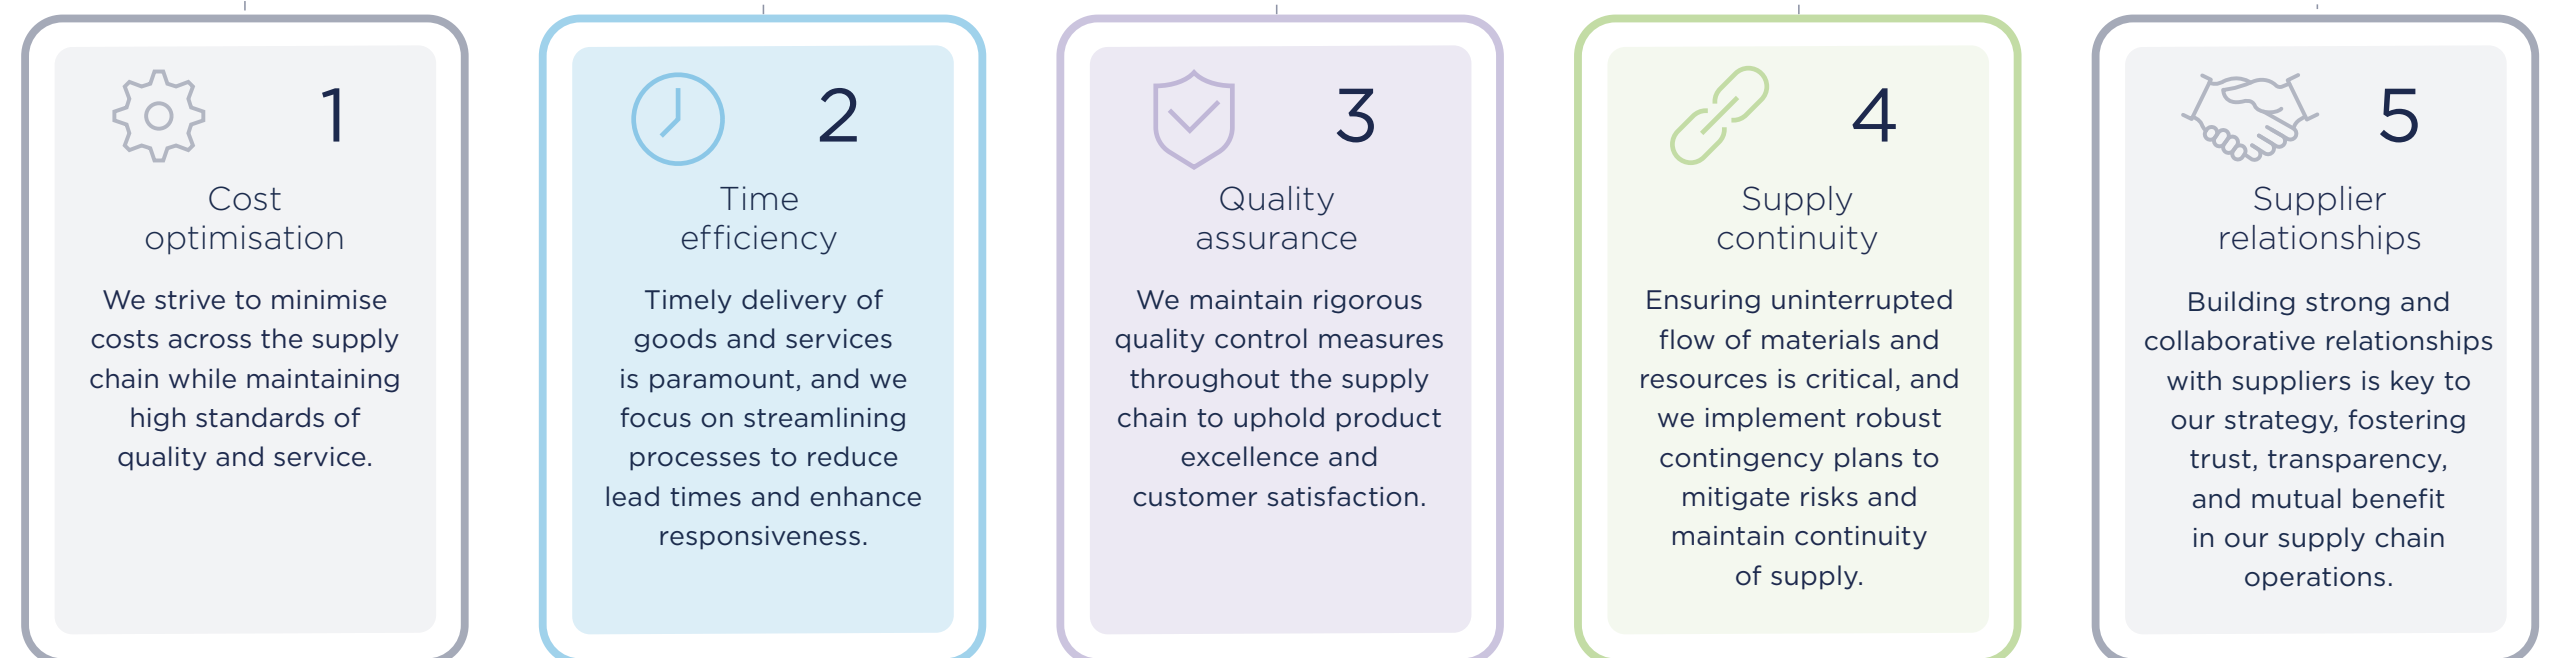 1
Cost
optimisation
We strive to minimise
costs across the supply
chain while maintaining
high standards of
quality and service.
2
Time
efficiency
Timely delivery of
goods and services
is paramount, and we
focus on streamlining
processes to reduce
lead times and enhance
responsiveness.
3
Quality
assurance
We maintain rigorous
quality control measures
throughout the supply
chain to uphold product
excellence and
customer satisfaction.
4
Supply
continuity
Ensuring uninterrupted
flow of materials and
resources is critical, and
we implement robust
contingency plans to
mitigate risks and
maintain continuity
of supply.
5
Supplier
relationships
Building strong and
collaborative relationships
with suppliers is key to
our strategy, fostering
trust, transparency,
and mutual benefit
in our supply chain
operations.